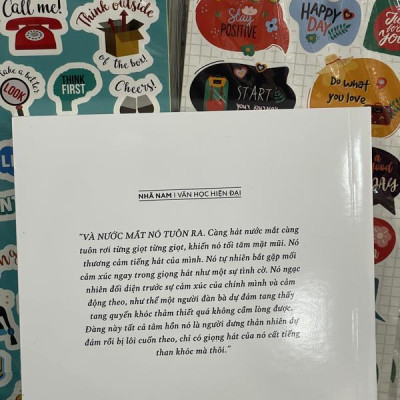 Call me!
Think outside
of the box!
Take a better
LOOK
THINK
FIRST
Cheers!
STAY
POSITIVE
HAPPY
DAY
START
Do what
you love
NHÃ NAM | VĂN HỌC HIỆN ĐẠI
"VÀ NƯỚC MẮT NÓ TUÔN RA. Càng hát nước mắt càng
tuôn rơi từng giọt từng giọt, khiến nó tối tăm mặt mũi. Nó
thương cảm tiếng hát của mình. Nó tự nhiên bắt gặp mối
cảm xúc ngay trong giọng hát như một sự tình cờ. Nó ngạc
nhiên đối diện trước sự cảm xúc của chính mình và cảm
động theo, như thể một người đàn bà dự đám tang thấy
tang quyến khóc thảm thiết quá không cầm lòng được.
Đàng này tất cả tâm hồn nó là người dưng thản nhiên dự
đám rồi bị lôi cuốn theo, chỉ có giọng hát của nó cất tiếng
than khóc mà thôi."